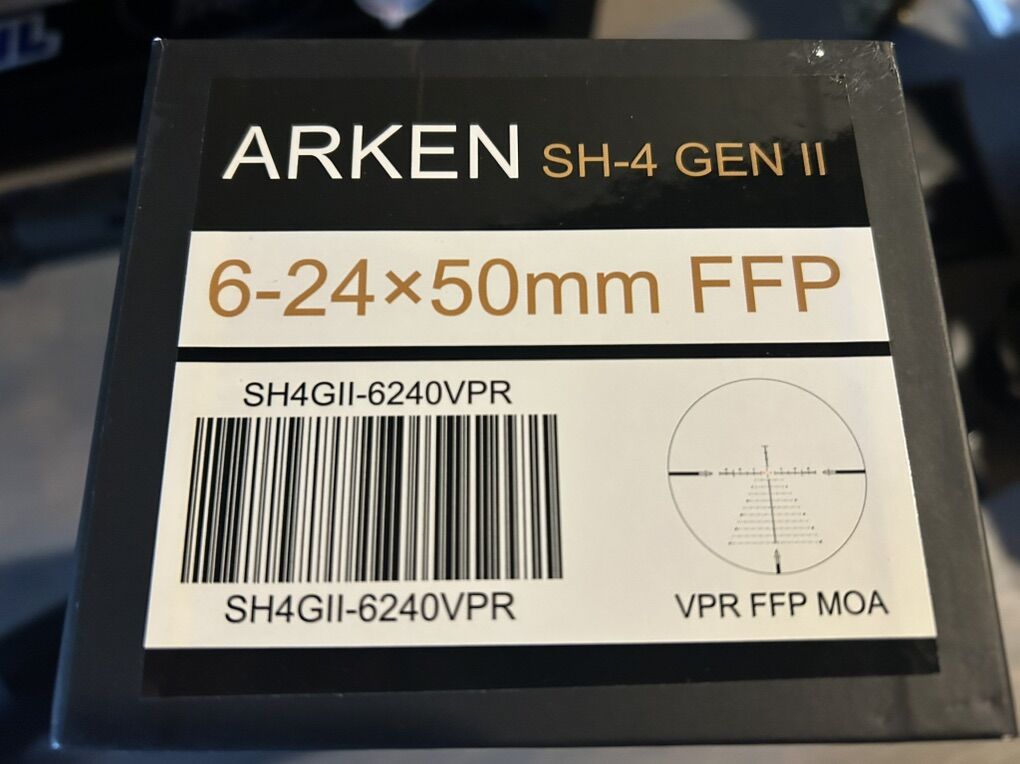 ARKEN SH-4 GEN II
6-24×50mm FFP
SH4GII-6240VPR
SH4GII-6240VPR
VPR FFP MOA